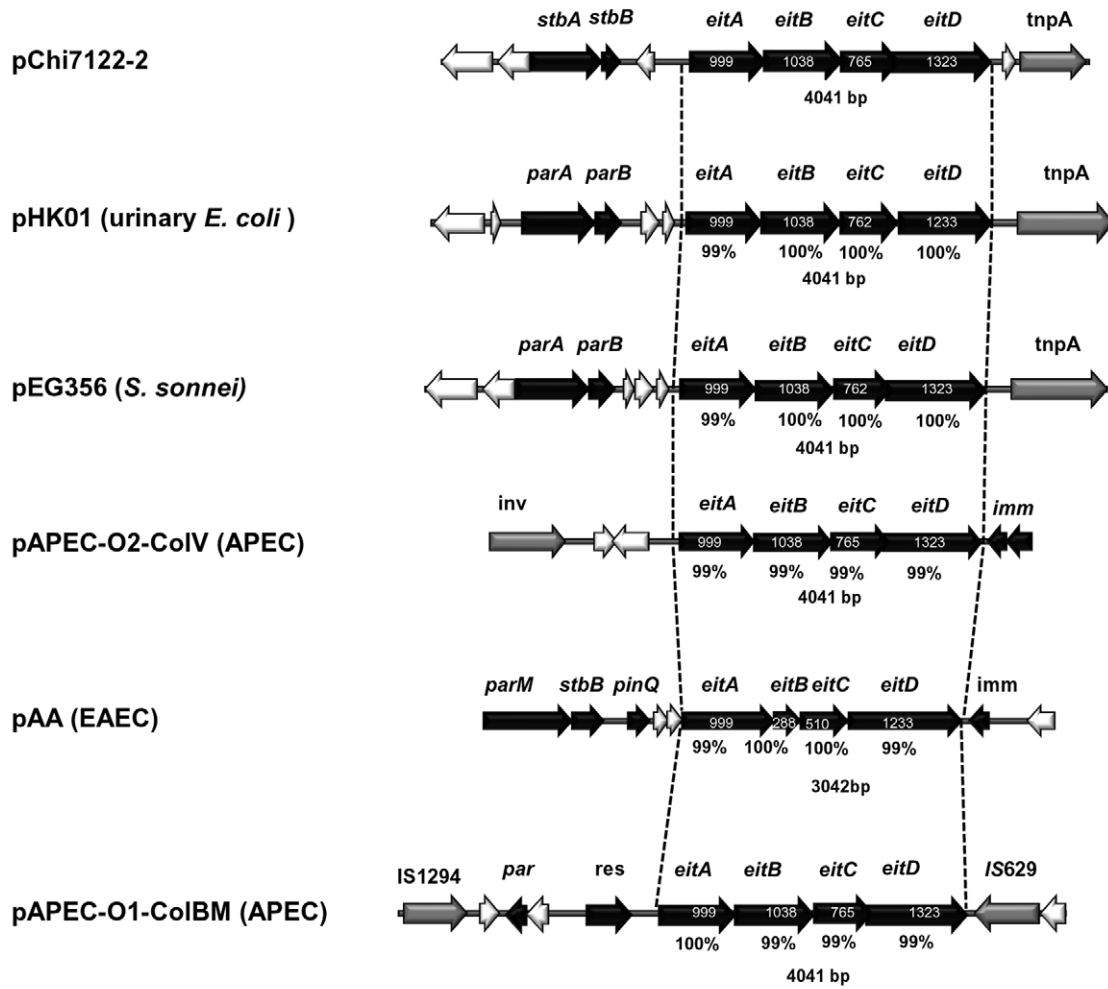 stbA stbB eitA eitB eitC eitD tnpA
pChi7122-2 999 1038 765 1323
4041 bp
parA parB eitA eitB eitC eitD tnpA
pHK01 (urinary E. coli ) 999 1038 762 1233
99% 100% 100% 100%
4041 bp
parA parB eitA eitB eitC eitD tnpA
pEG356 (S. sonnei) 999 1038 762 1323
99% 100% 100% 100%
4041 bp
inv eitA eitB eitC eitD imm
pAPEC-O2-ColV (APEC) 999 1038 765 1323
99% 99% 99% 99%
4041 bp
parM stbB pinQ eitA eitB eitC eitD imm
pAA (EAEC) 999 288 510 1233
99% 100% 100% 99%
3042bp
IS1294 par res eitA eitB eitC eitD IS629
pAPEC-O1-ColBM (APEC) 999 1038 765 1323
100% 99% 99% 99%
4041 bp